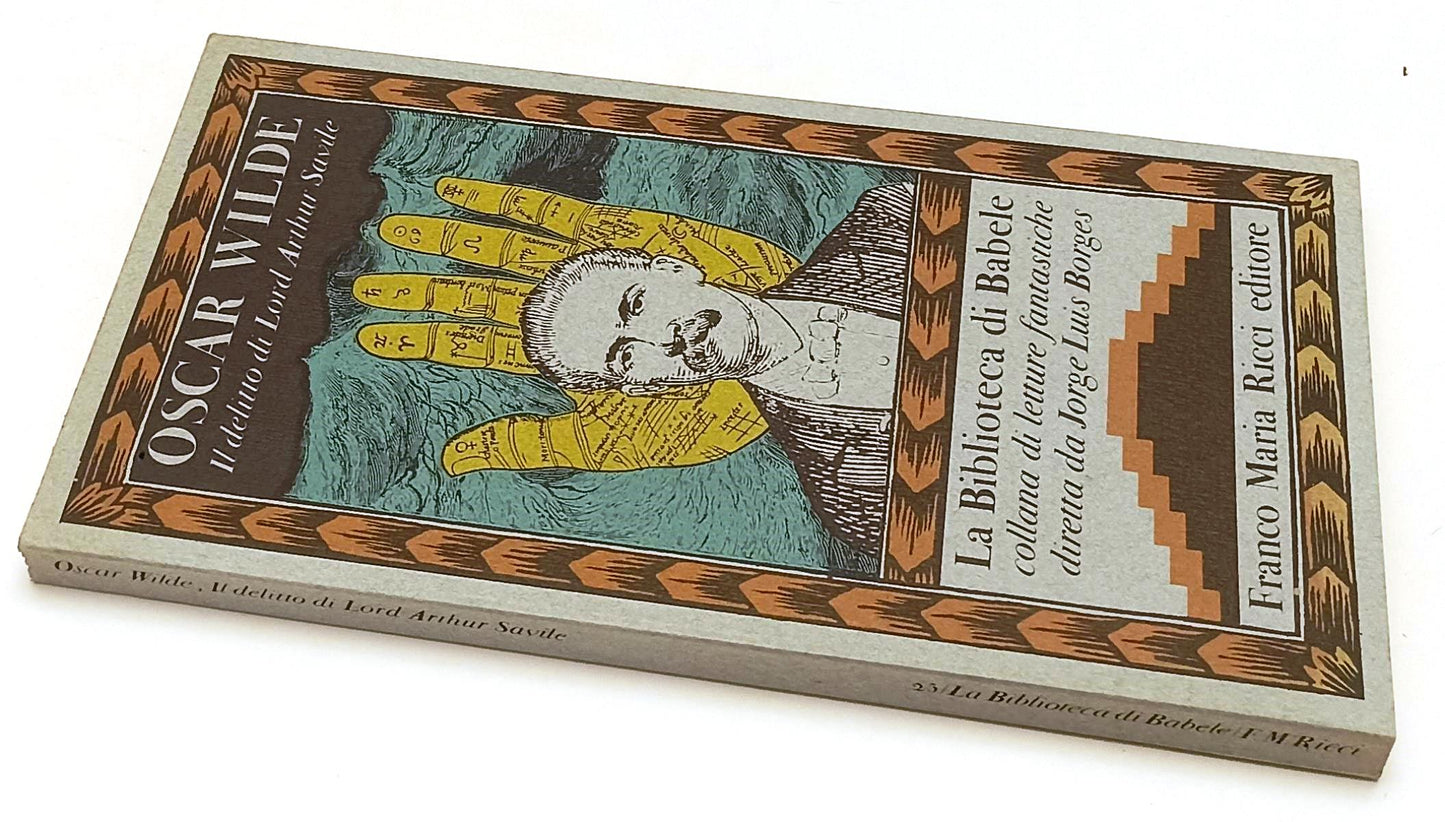 OSCAR WILDE
Il delitto di Lord Arthur Savile
La Biblioteca di Babele
collana di letture fantastiche
diretta da Jorge Luis Borges
Franco Maria Ricci editore
Oscar Wilde, Il delitto di Lord Arthur Savile
23/La Biblioteca di Babele/F M Ricci